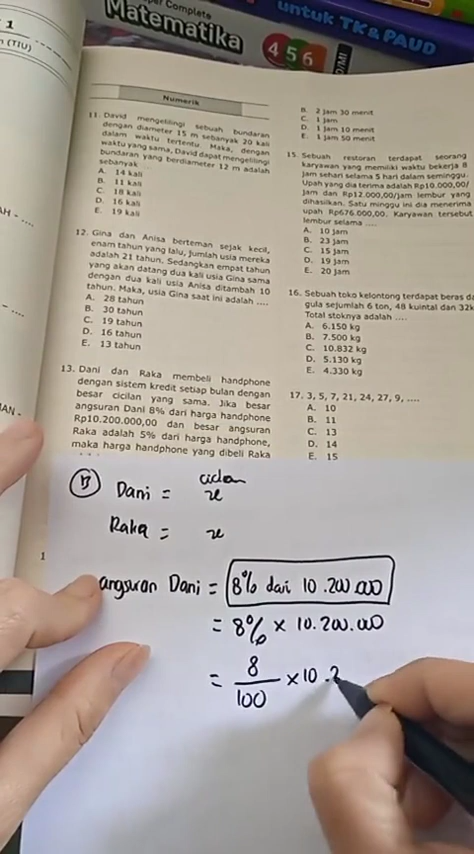 Complete
Matematika
untuk TK & PAUD
4 5 6
1
(TIU)
Numerik
11. David mengelilingi sebuah bundaran
dengan diameter 15 m sebanyak 20 kali
dalam waktu tertentu. Maka, dengan
waktu yang sama, David dapat mengelilingi
bundaran yang berdiameter 12 m adalah
sebanyak ....
A. 14 kali
B. 11 kali
C. 18 kali
D. 16 kali
E. 19 kali
12. Gina dan Anisa berteman sejak kecil,
enam tahun yang lalu, jumlah usia mereka
adalah 21 tahun. Sedangkan empat tahun
yang akan datang dua kali usia Gina sama
dengan dua kali usia Anisa ditambah 10
tahun. Maka, usia Gina saat ini adalah ....
A. 28 tahun
B. 30 tahun
C. 19 tahun
D. 16 tahun
E. 13 tahun
13. Dani dan Raka membeli handphone
dengan sistem kredit setiap bulan dengan
besar cicilan yang sama. Jika besar
angsuran Dani 8% dari harga handphone
Rp10.200.000,00 dan besar angsuran
Raka adalah 5% dari harga handphone,
maka harga handphone yang dibeli Raka
B. 2 jam 30 menit
C. 1 jam
D. 1 jam 10 menit
E. 1 jam 50 menit
15. Sebuah restoran terdapat seorang
karyawan yang memiliki waktu bekerja 8
jam sehari selama 5 hari dalam seminggu.
Upah yang dia terima adalah Rp10.000,00/
jam dan Rp12.000,00/jam lembur yang
dihasilkan. Satu minggu ini dia menerima
upah Rp676.000,00. Karyawan tersebut
lembur selama ....
A. 10 jam
B. 23 jam
C. 15 jam
D. 19 jam
E. 20 jam
16. Sebuah toko kelontong terdapat beras da
gula sejumlah 6 ton, 48 kuintal dan 32k
Total stoknya adalah ....
A. 6.150 kg
B. 7.500 kg
C. 10.832 kg
D. 5.130 kg
E. 4.330 kg
17. 3, 5, 7, 21, 24, 27, 9, ....
A. 10
B. 11
C. 13
D. 14
E. 15
AH - ....
AN -
1
13 Dani = x
Raka = x
angsuran Dani = 8% dari 10.200.000
= 8% × 10.200.000
= 8/100 × 10.2